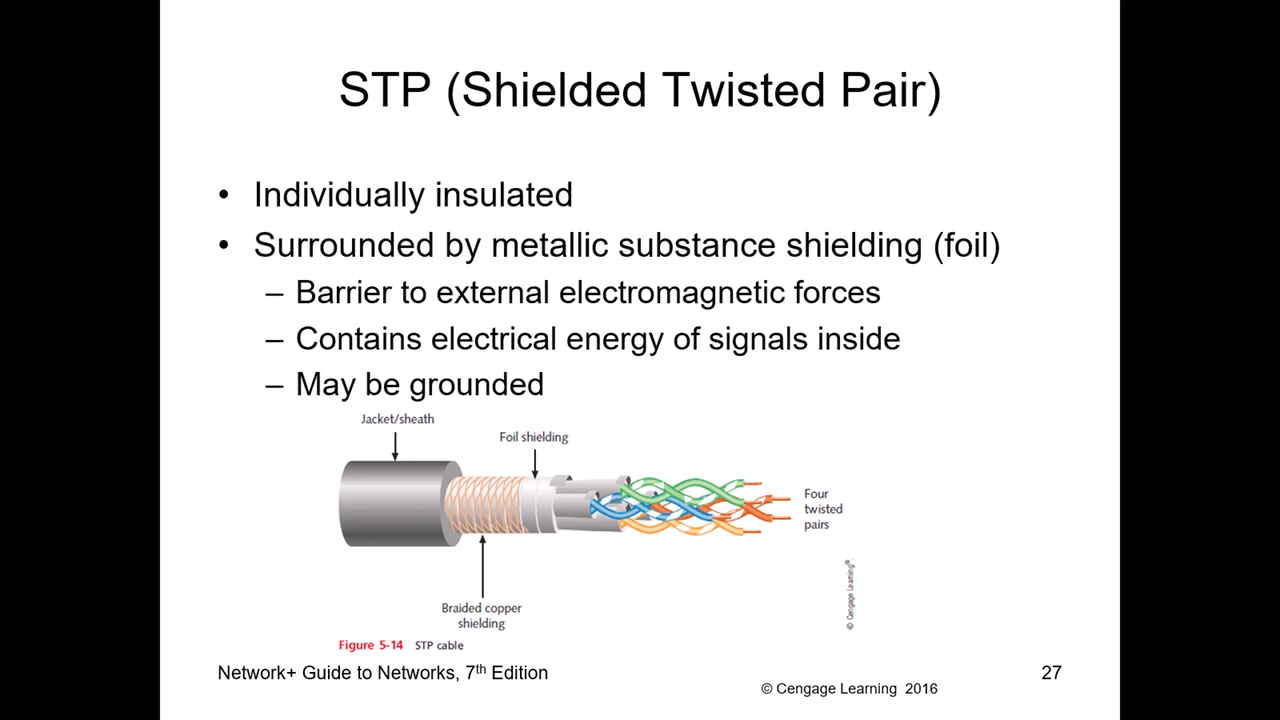 STP (Shielded Twisted Pair)
• Individually insulated
• Surrounded by metallic substance shielding (foil)
– Barrier to external electromagnetic forces
– Contains electrical energy of signals inside
– May be grounded
Jacket/sheath
Foil shielding
Four
twisted
pairs
Braided copper
shielding
© Cengage Learning®.
Figure 5-14 STP cable
Network+ Guide to Networks, 7th Edition
© Cengage Learning 2016
27